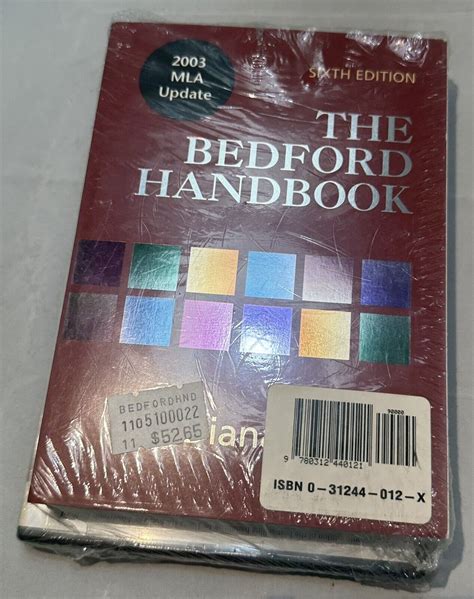 2003
MLA
Update
SIXTH EDITION
THE
BEDFORD
HANDBOOK
BEDFORDHND
1105100022
11 $52.65
iana
90000
9 780312 440121
ISBN 0-31244-012-X